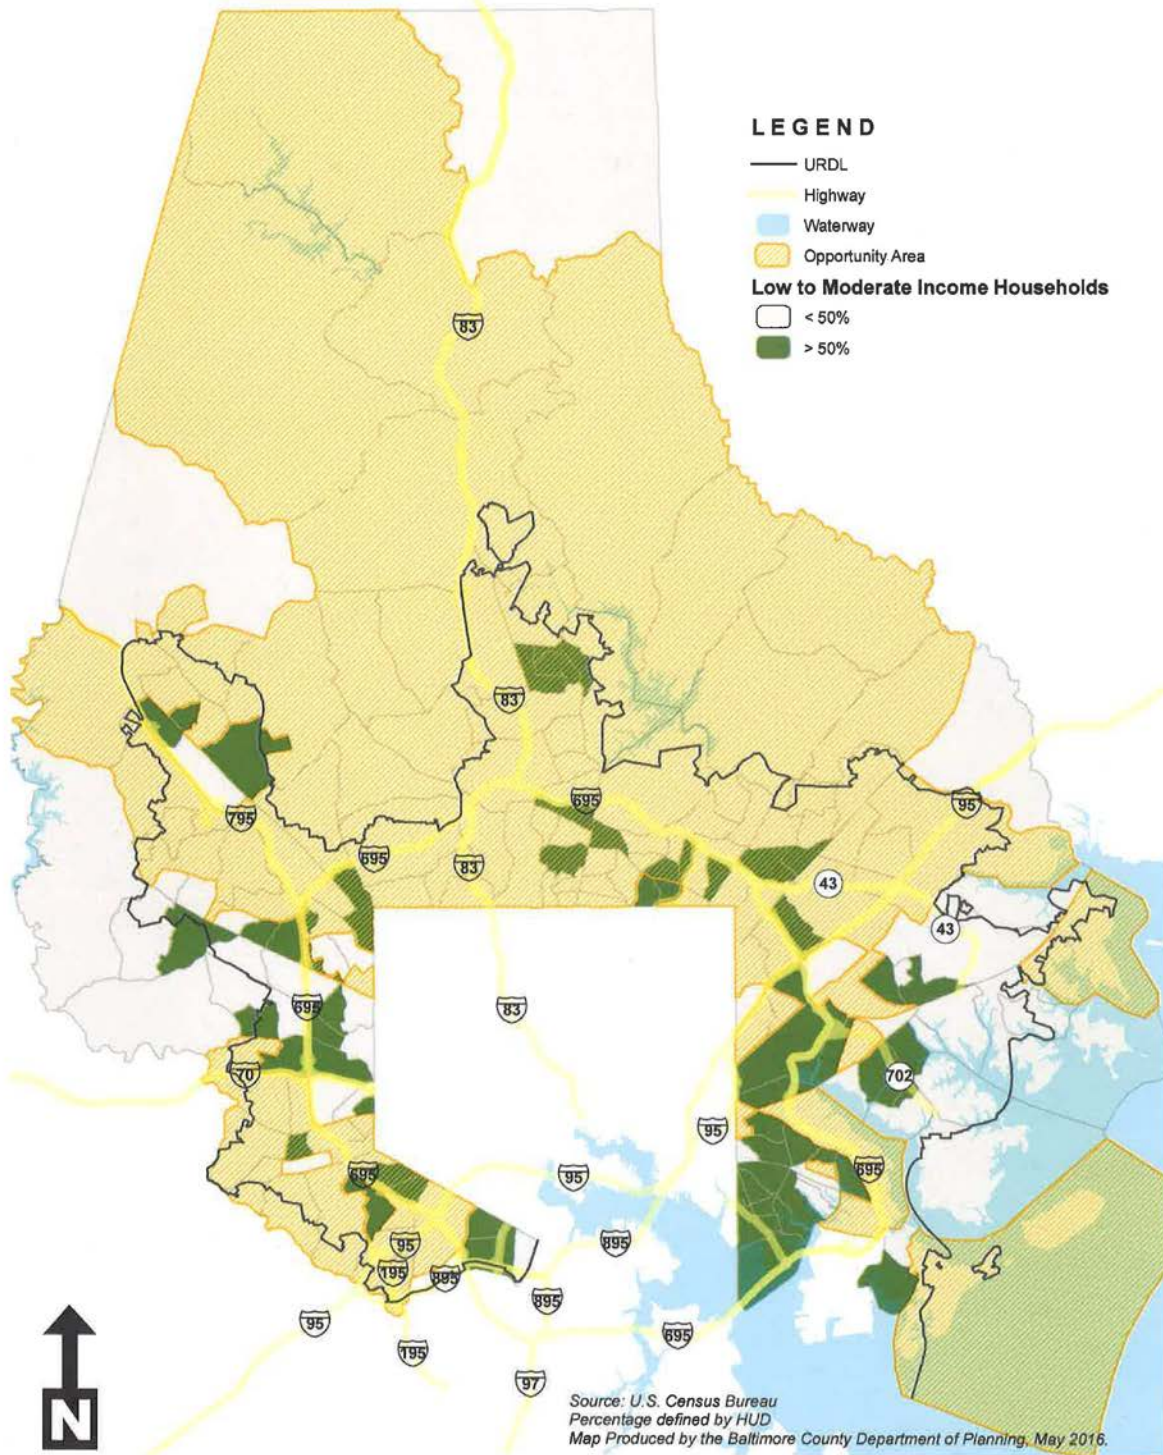 LEGEND
URDL
Highway
Waterway
Opportunity Area
Low to Moderate Income Households
< 50%
> 50%
83
83
695
95
795
695
83
43
43
695
83
70
702
95
695
95
695
95
895
195
895
895
95
695
195
97
N
Source: U.S. Census Bureau
Percentage defined by HUD
Map Produced by the Baltimore County Department of Planning, May 2016.